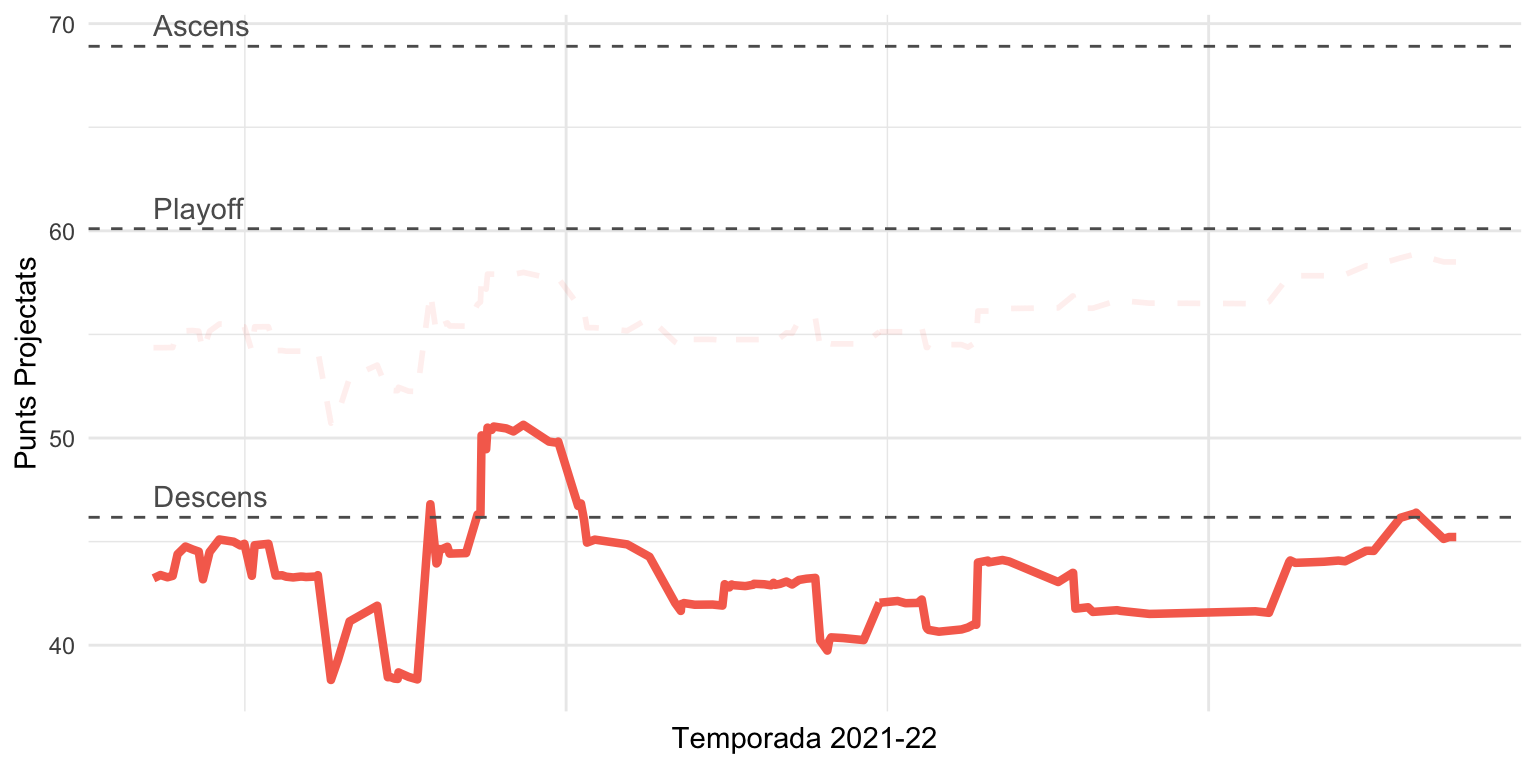 70
Ascens
Playoff
60
50
Descens
40
Punts Projectats
Temporada 2021-22